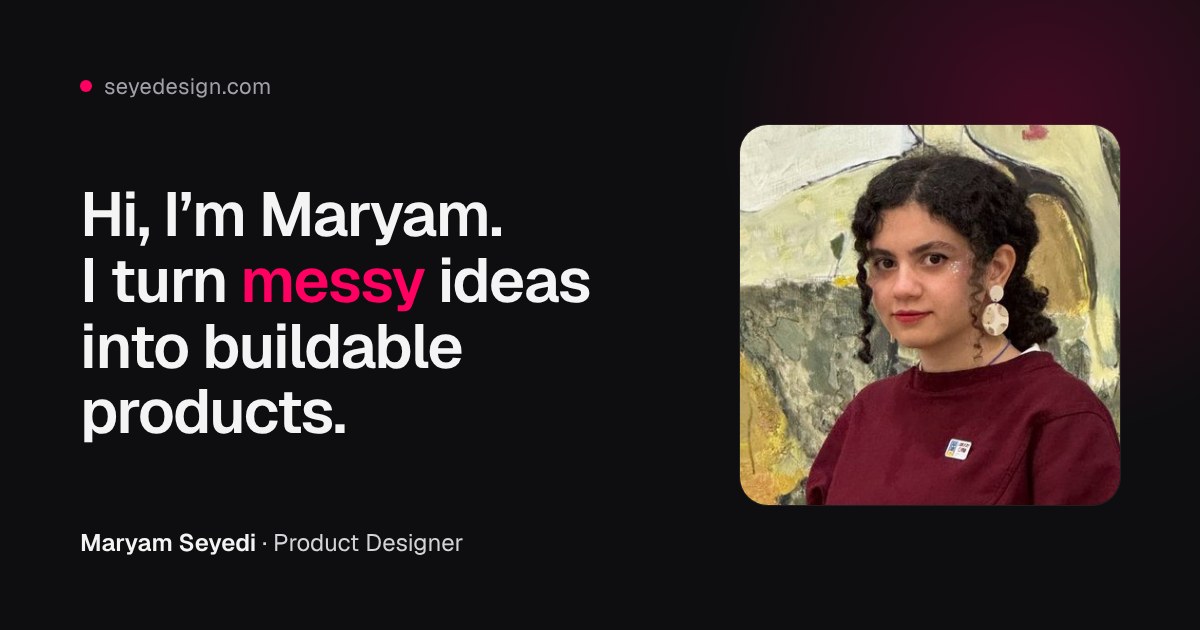 seyedesign.com
Hi, I’m Maryam.
I turn messy ideas
into buildable
products.
Maryam Seyedi · Product Designer